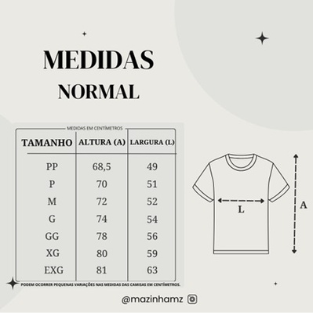 MEDIDAS
NORMAL
MEDIDAS EM CENTÍMETROS
TAMANHO ALTURA (A) LARGURA (L)
PP 68,5 49
P 70 51
M 72 52
G 74 54
GG 78 56
XG 80 59
EXG 81 63
L
A
PODEM OCORRER PEQUENAS VARIAÇÕES NAS MEDIDAS DAS CAMISAS EM CENTÍMETROS.
@mazinhamz